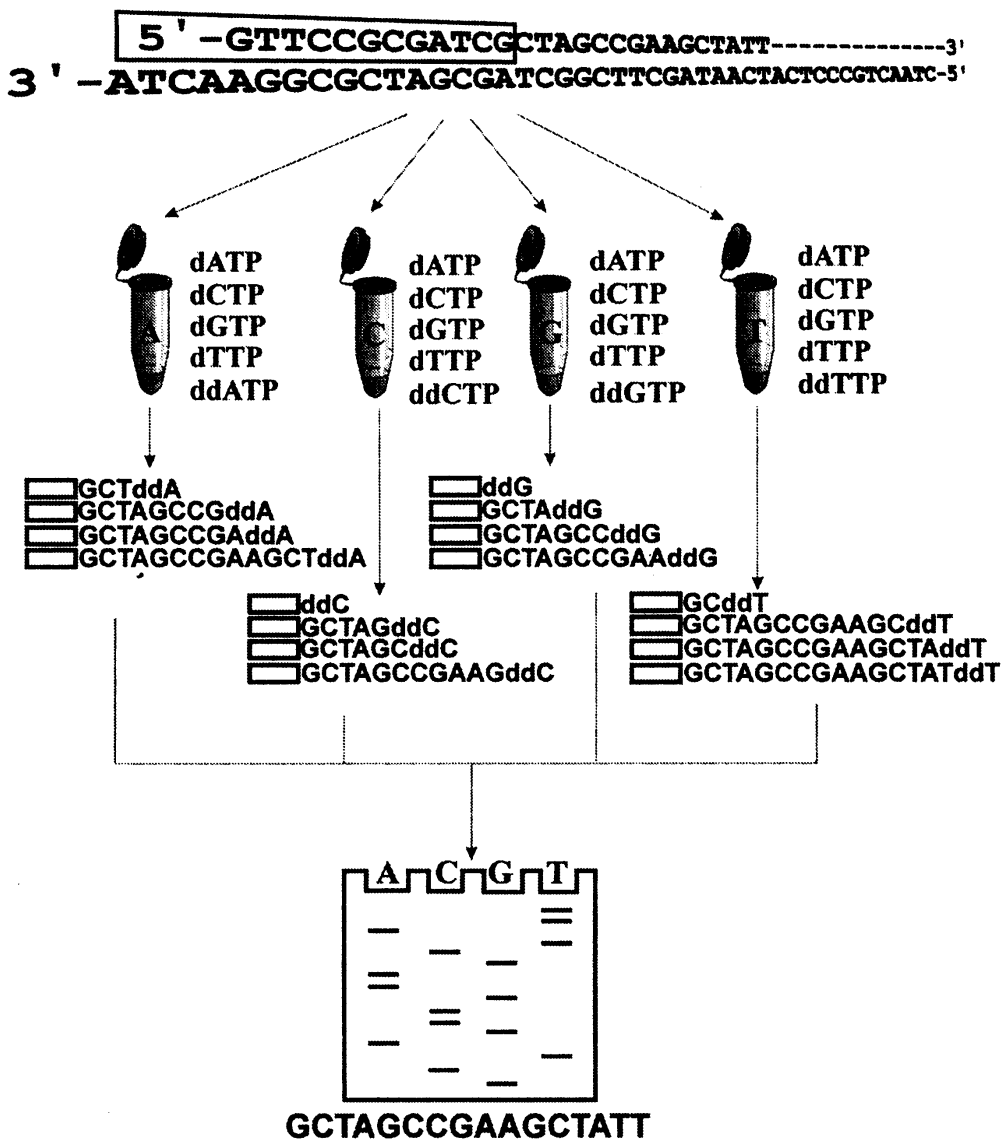 5'-GTTCCGCGATCGCTAGCCGAAGCTATT--------------3'
3'-ATCAAGGCGCTAGCGATCGGCTTCGATAACTACTCCCGTCAATC-5'
A
dATP
dCTP
dGTP
dTTP
ddATP
C
dATP
dCTP
dGTP
dTTP
ddCTP
G
dATP
dCTP
dGTP
dTTP
ddGTP
T
dATP
dCTP
dGTP
dTTP
ddTTP
GCTddA
GCTAGCCGddA
GCTAGCCGAddA
GCTAGCCGAAGCTddA
ddG
GCTAddG
GCTAGCCddG
GCTAGCCGAAddG
ddC
GCTAGddC
GCTAGCddC
GCTAGCCGAAGddC
GCddT
GCTAGCCGAAGCddT
GCTAGCCGAAGCTAddT
GCTAGCCGAAGCTATddT
A C G T
GCTAGCCGAAGCTATT